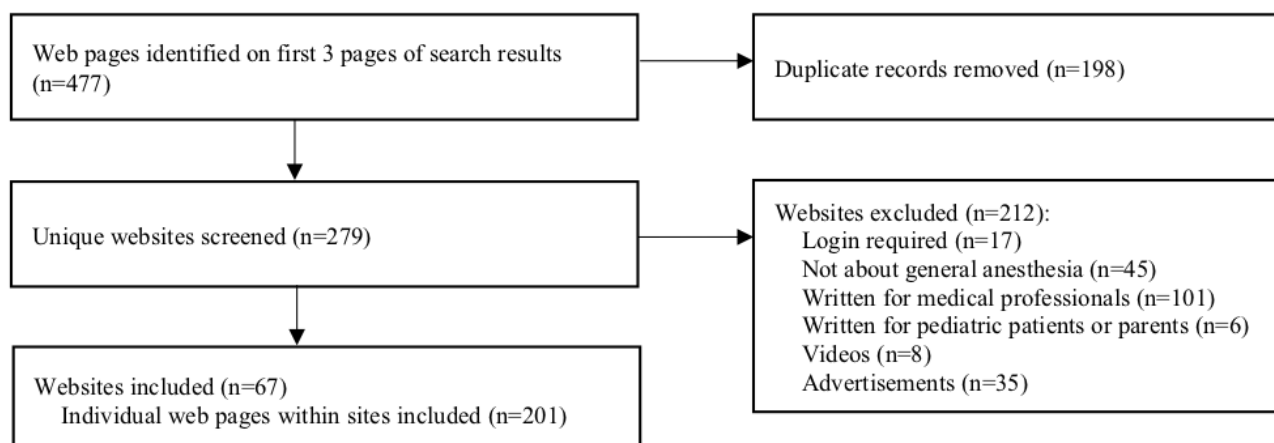 Web pages identified on first 3 pages of search results
(n=477)
Duplicate records removed (n=198)
Unique websites screened (n=279)
Websites excluded (n=212):
Login required (n=17)
Not about general anesthesia (n=45)
Written for medical professionals (n=101)
Written for pediatric patients or parents (n=6)
Videos (n=8)
Advertisements (n=35)
Websites included (n=67)
Individual web pages within sites included (n=201)